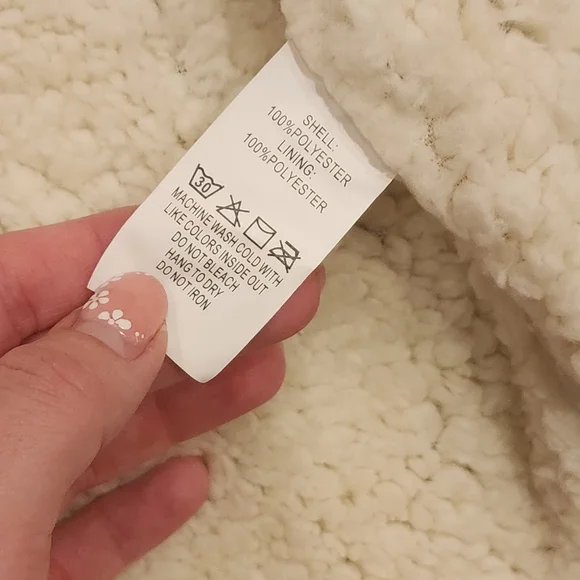 SHELL:
100%POLYESTER
LINING:
100%POLYESTER
30
MACHINE WASH COLD WITH
LIKE COLORS INSIDE OUT
DO NOT BLEACH
HANG TO DRY
DO NOT IRON